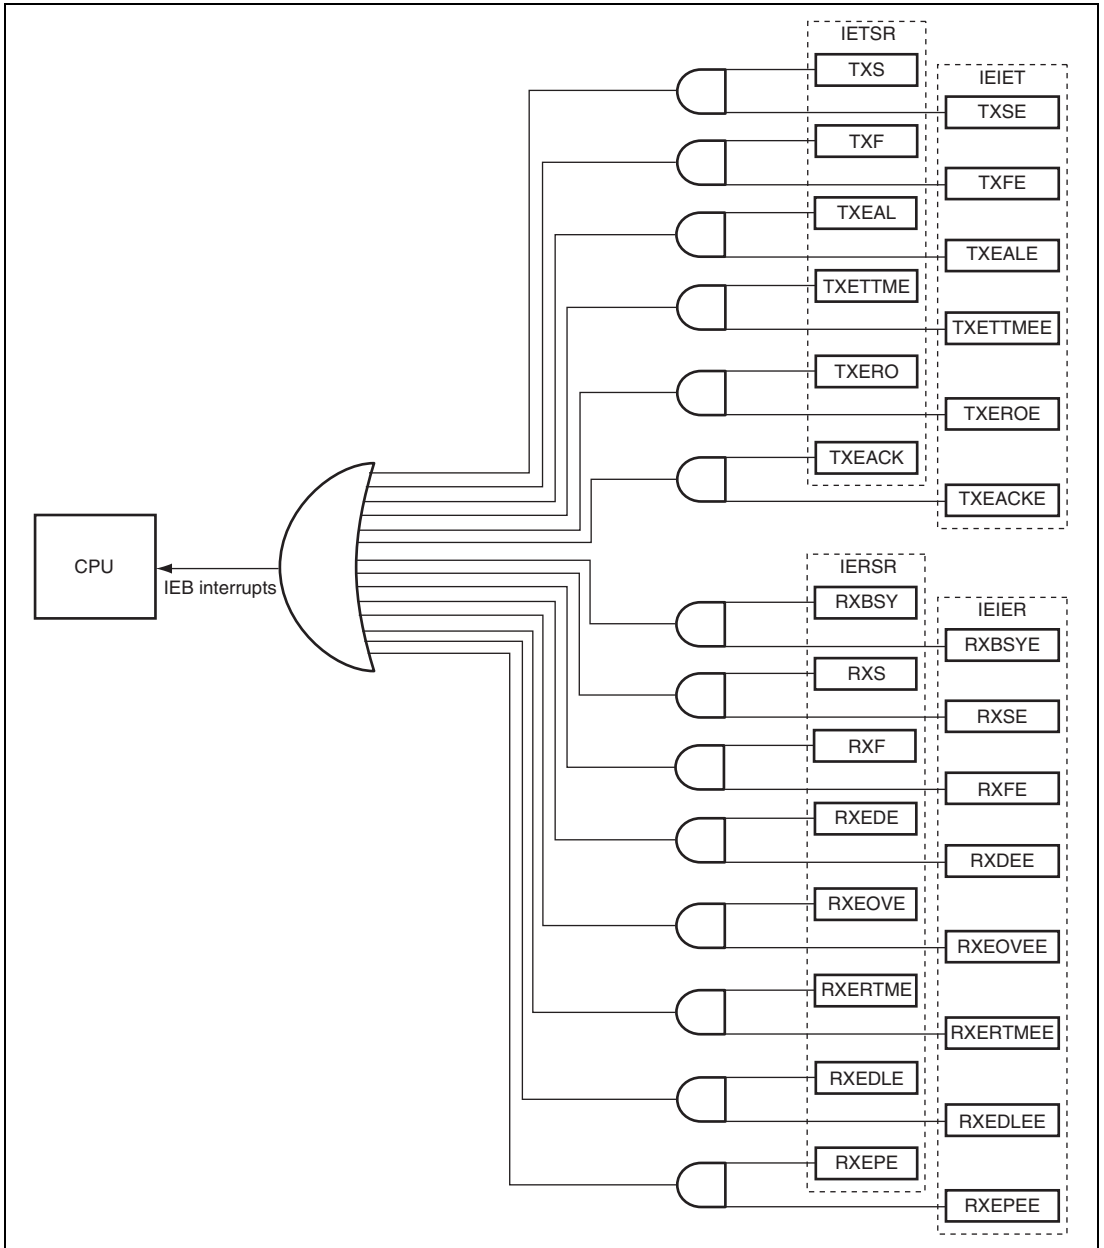 IETSR
TXS
IEIET
TXSE
TXF
TXFE
TXEAL
TXEALE
TXETTME
TXETTMEE
TXERO
TXEROE
TXEACK
TXEACKE
CPU
IEB interrupts
IERSR
RXBSY
IEIER
RXBSYE
RXS
RXSE
RXF
RXFE
RXEDE
RXDEE
RXEOVE
RXEOVEE
RXERTME
RXERTMEE
RXEDLE
RXEDLEE
RXEPE
RXEPEE